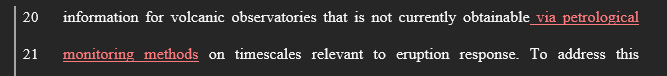 20 information for volcanic observatories that is not currently obtainable via petrological
21 monitoring methods on timescales relevant to eruption response. To address this